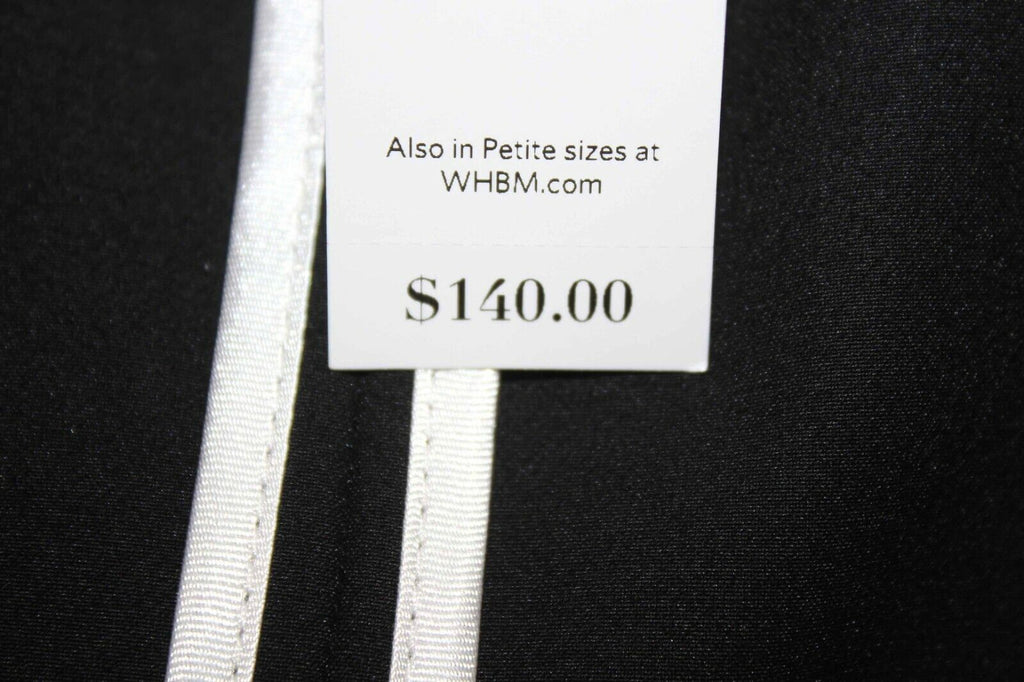 Also in Petite sizes at
WHBM.com
$140.00